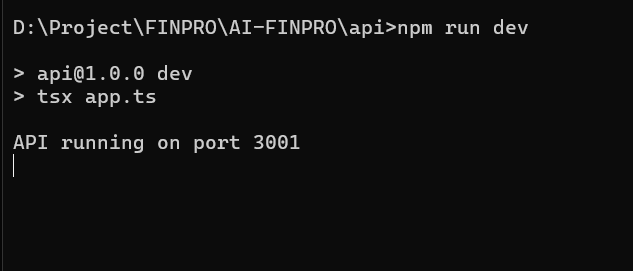 D:\Project\FINPRO\AI-FINPRO\api>npm run dev
> api@1.0.0 dev
> tsx app.ts
API running on port 3001